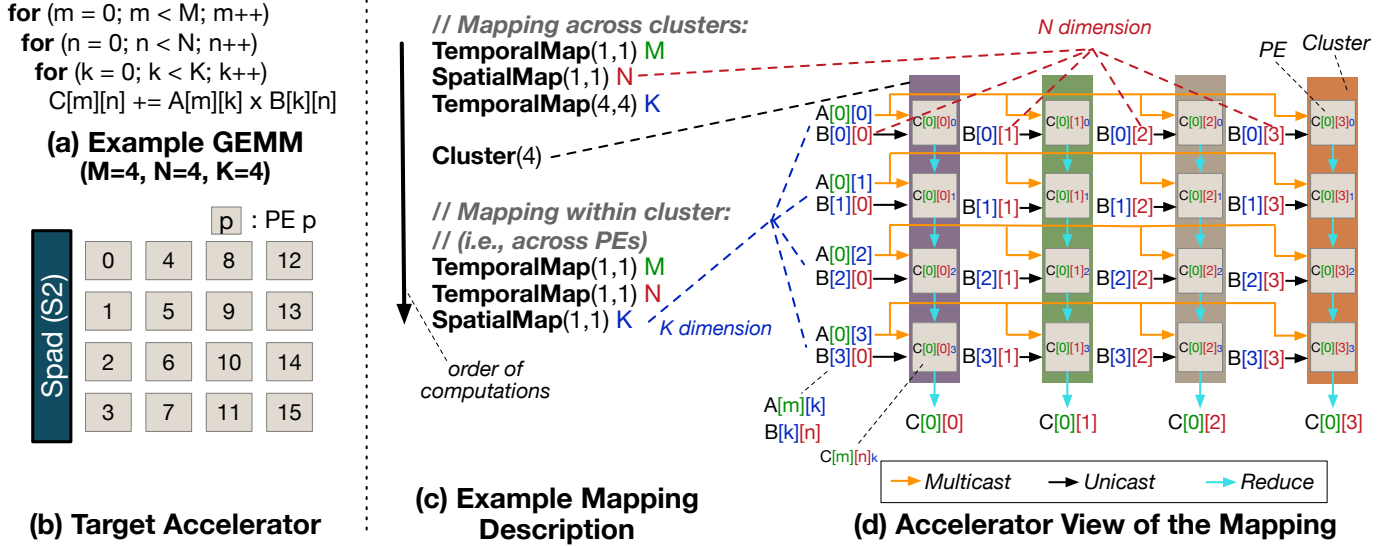 for (m = 0; m < M; m++)
for (n = 0; n < N; n++)
for (k = 0; k < K; k++)
C[m][n] += A[m][k] x B[k][n]
(a) Example GEMM
(M=4, N=4, K=4)
p : PE p
Spad (S2)
0 4 8 12
1 5 9 13
2 6 10 14
3 7 11 15
(b) Target Accelerator
// Mapping across clusters:
TemporalMap(1,1) M
SpatialMap(1,1) N
TemporalMap(4,4) K
Cluster(4)
// Mapping within cluster:
// (i.e., across PEs)
TemporalMap(1,1) M
TemporalMap(1,1) N
SpatialMap(1,1) K
K dimension
order of
computations
(c) Example Mapping
Description
N dimension
PE
Cluster
A[0][0]
B[0][0] C[0][0]0 B[0][1] C[0][1]0 B[0][2] C[0][2]0 B[0][3] C[0][3]0
A[0][1]
B[1][0] C[0][0]1 B[1][1] C[0][1]1 B[1][2] C[0][2]1 B[1][3] C[0][3]1
A[0][2]
B[2][0] C[0][0]2 B[2][1] C[0][1]2 B[2][2] C[0][2]2 B[2][3] C[0][3]2
A[0][3]
B[3][0] C[0][0]3 B[3][1] C[0][1]3 B[3][2] C[0][2]3 B[3][3] C[0][3]3
A[m][k]
B[k][n]
C[m][n]k
C[0][0] C[0][1] C[0][2] C[0][3]
Multicast Unicast Reduce
(d) Accelerator View of the Mapping